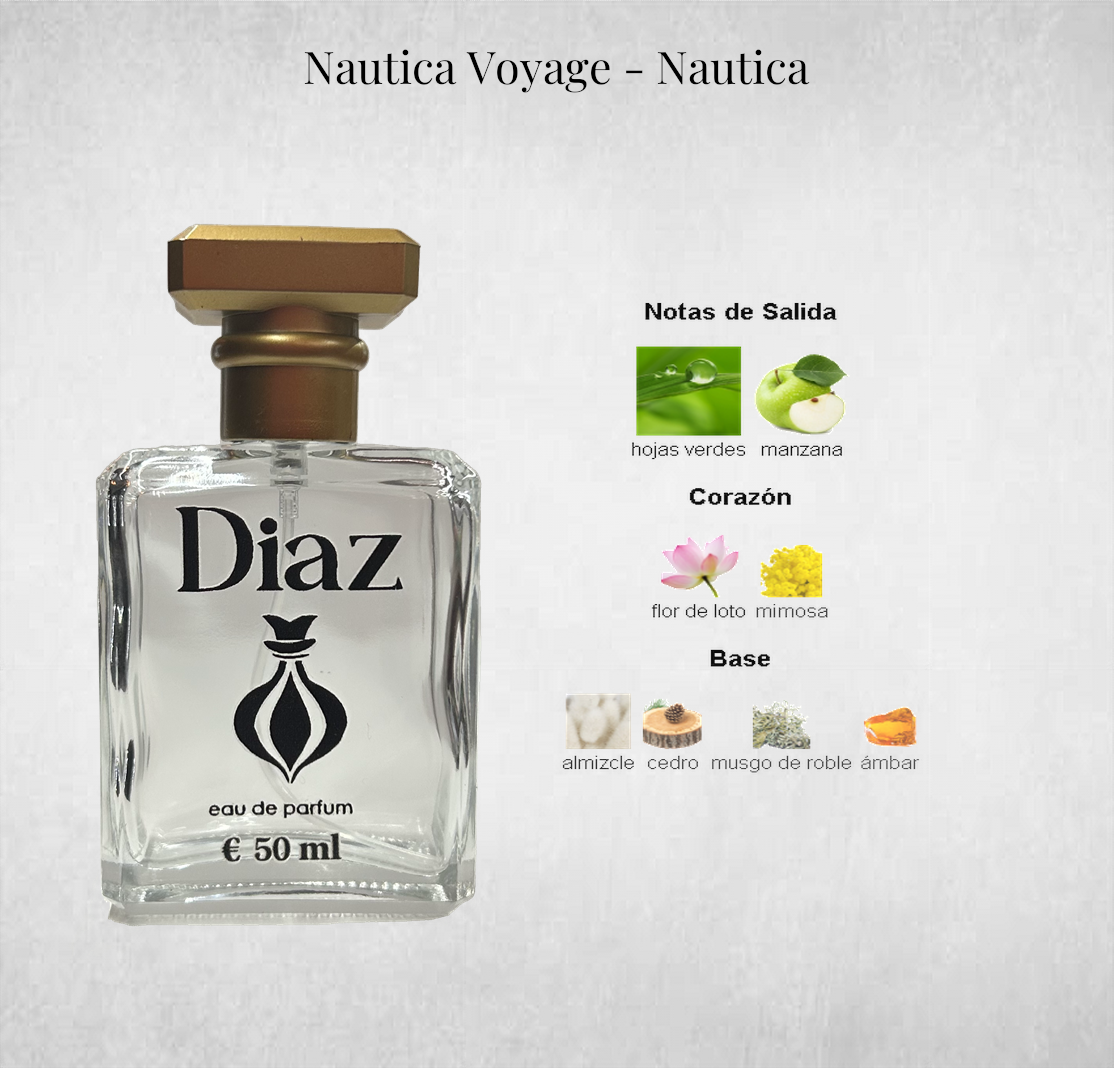 Nautica Voyage - Nautica
Diaz
eau de parfum
€ 50 ml
Notas de Salida
hojas verdes manzana
Corazón
flor de loto mimosa
Base
almizcle cedro musgo de roble ámbar